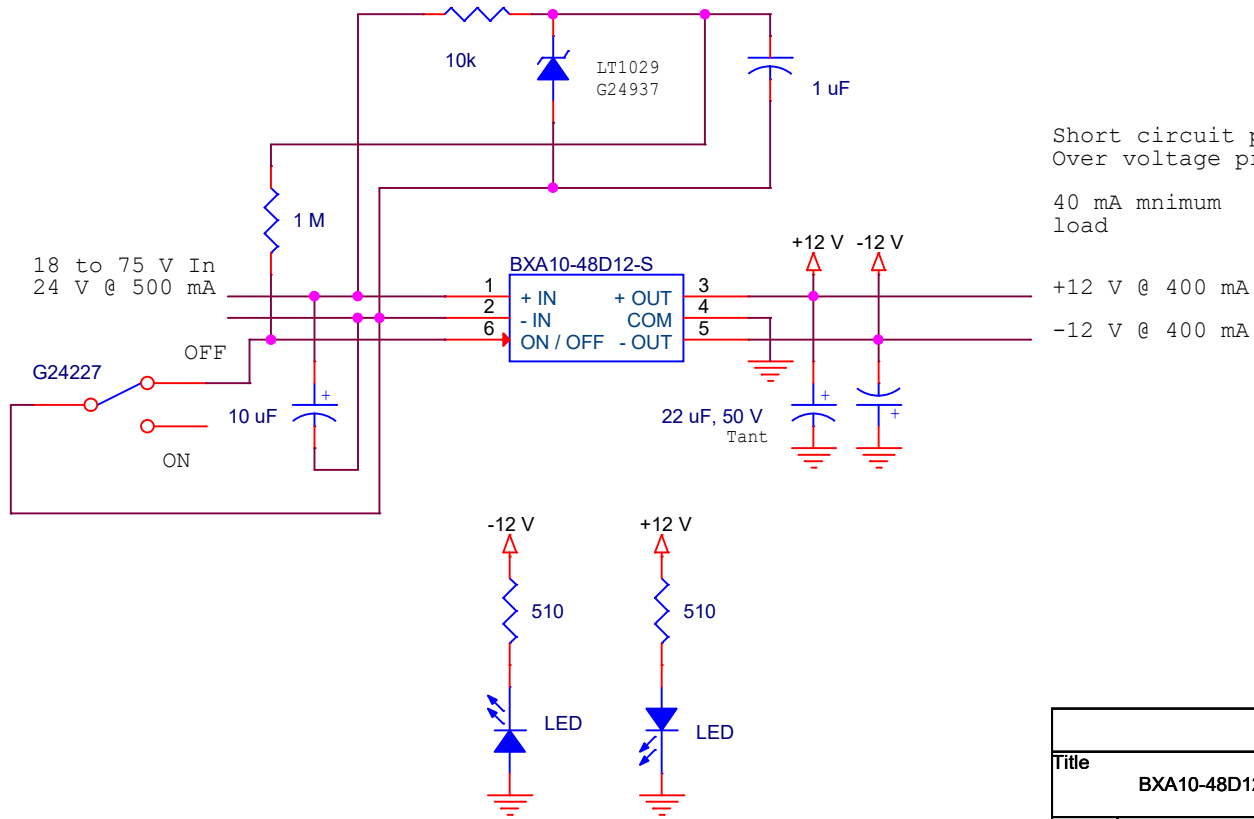 10k
LT1029
G24937
1 uF
Short circuit p
Over voltage p
40 mA mnimum
load
1 M
18 to 75 V In
24 V @ 500 mA
+12 V -12 V
BXA10-48D12-S
1 + IN + OUT 3
2 - IN COM 4
6 ON / OFF - OUT 5
+12 V @ 400 mA
-12 V @ 400 mA
OFF
G24227
ON
10 uF +
22 uF, 50 V
Tant
+
+
-12 V +12 V
510 510
LED LED
Title
BXA10-48D12